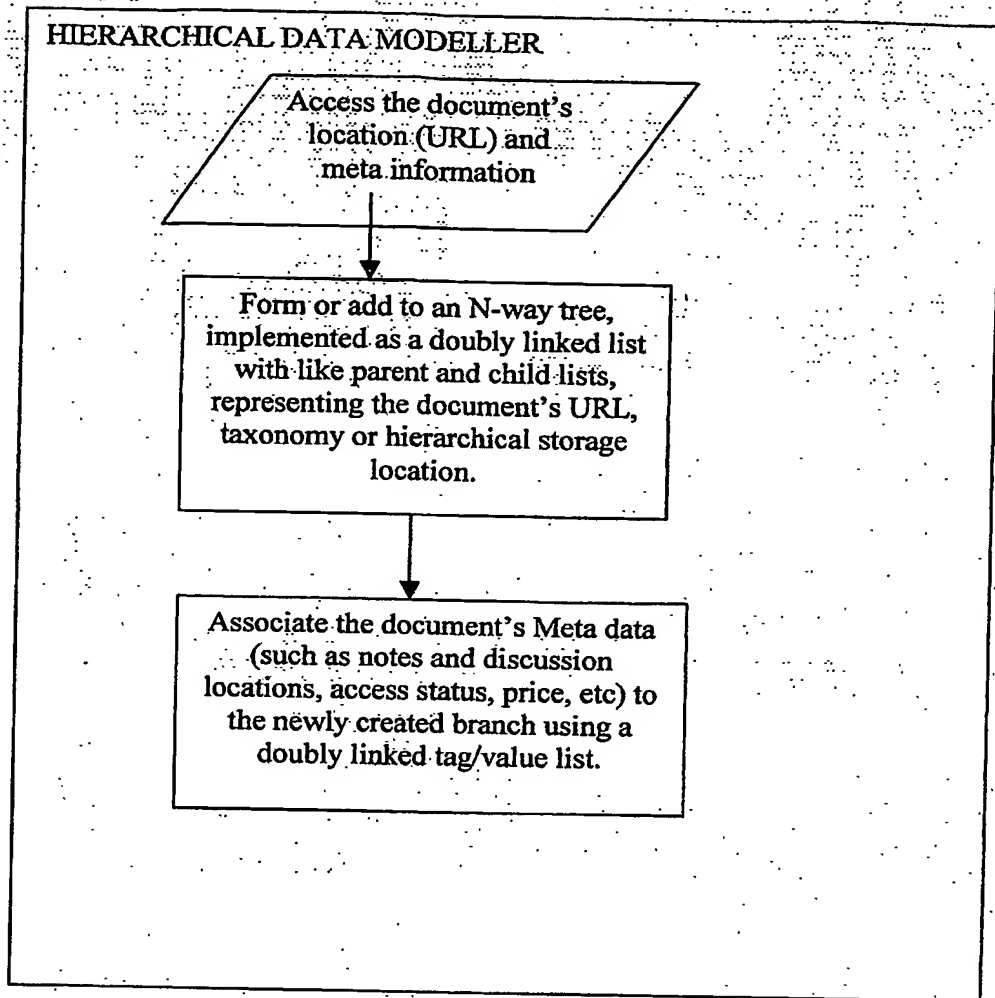 HIERARCHICAL DATA MODELLER
Access the document's
location (URL) and
meta information
Form or add to an N-way tree,
implemented as a doubly linked list
with like parent and child lists,
representing the document's URL,
taxonomy or hierarchical storage
location.
Associate the document's Meta data
(such as notes and discussion
locations, access status, price, etc) to
the newly created branch using a
doubly linked tag/value list.